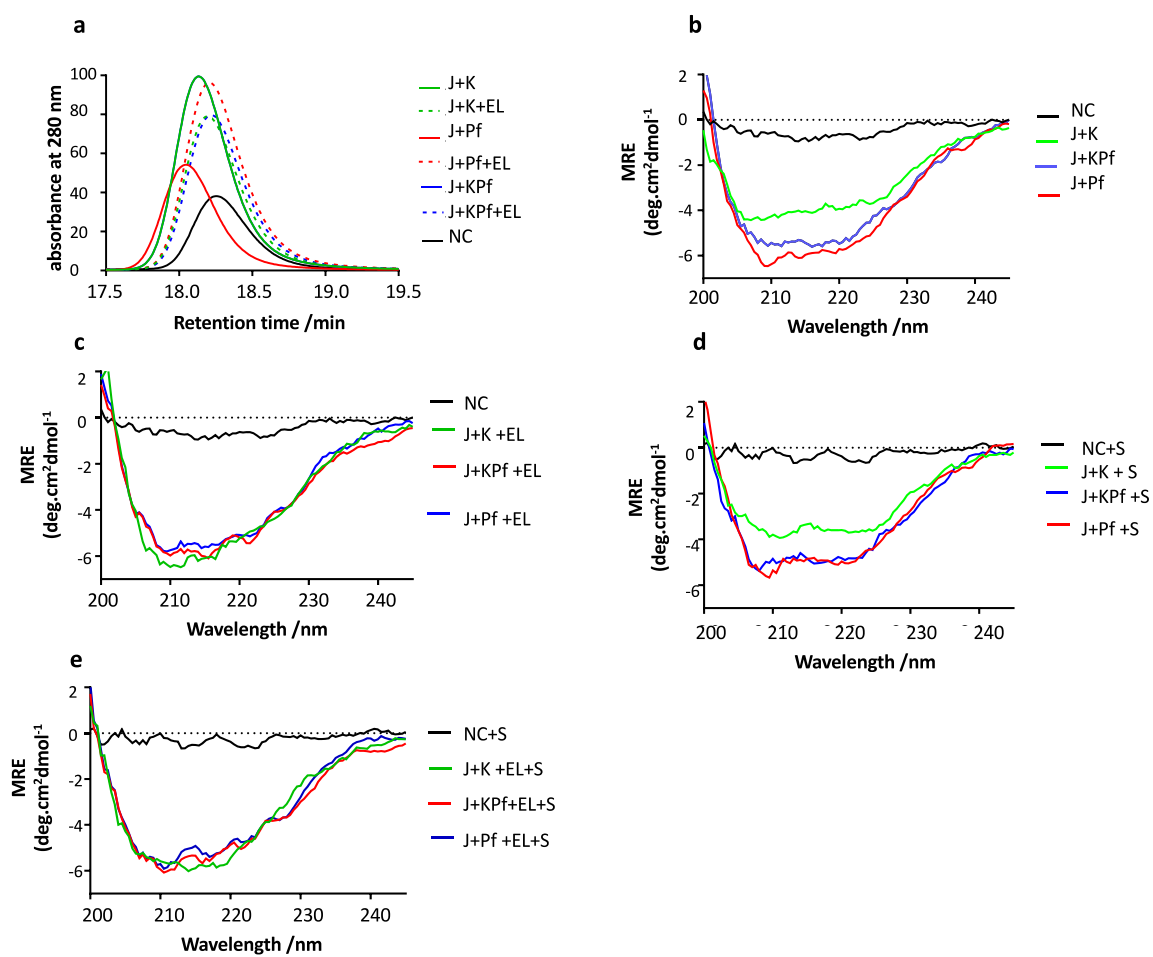 a
absorbance at 280 nm
100
80
60
40
20
0
17.5 18.0 18.5 19.0 19.5
Retention time /min
J+K
J+K+EL
J+Pf
J+Pf+EL
J+KPf
J+KPf+EL
NC
b
MRE
(deg.cm²dmol⁻¹
2
0
-2
-4
-6
200 210 220 230 240
Wavelength /nm
NC
J+K
J+KPf
J+Pf
c
MRE
(deg.cm²dmol⁻¹
2
0
-2
-4
-6
200 210 220 230 240
Wavelength /nm
NC
J+K +EL
J+KPf +EL
J+Pf +EL
d
MRE
(deg.cm²dmol⁻¹
2
0
-2
-4
-6
200 210 220 230 240
Wavelength /nm
NC+S
J+K + S
J+KPf +S
J+Pf +S
e
MRE
(deg.cm²dmol⁻¹
2
0
-2
-4
-6
200 210 220 230 240
Wavelength /nm
NC+S
J+K +EL+S
J+KPf+EL+S
J+Pf +EL+S